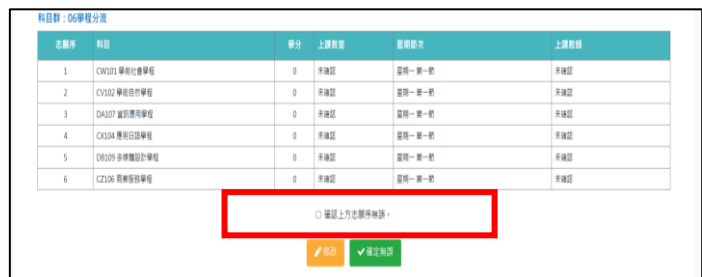 科目群：06學程分流
志願序 科目 學分 上課教室 星期節次 上課教師
1 CW101 學術社會學程 0 未確認 星期一 第一節 未確認
2 CV102 學術自然學程 0 未確認 星期一 第一節 未確認
3 DA107 資訊應用學程 0 未確認 星期一 第一節 未確認
4 CX104 應用日語學程 0 未確認 星期一 第一節 未確認
5 DB109 多媒體設計學程 0 未確認 星期一 第一節 未確認
6 CZ106 商業服務學程 0 未確認 星期一 第一節 未確認
確認上方志願序無誤。
修改 確定無誤